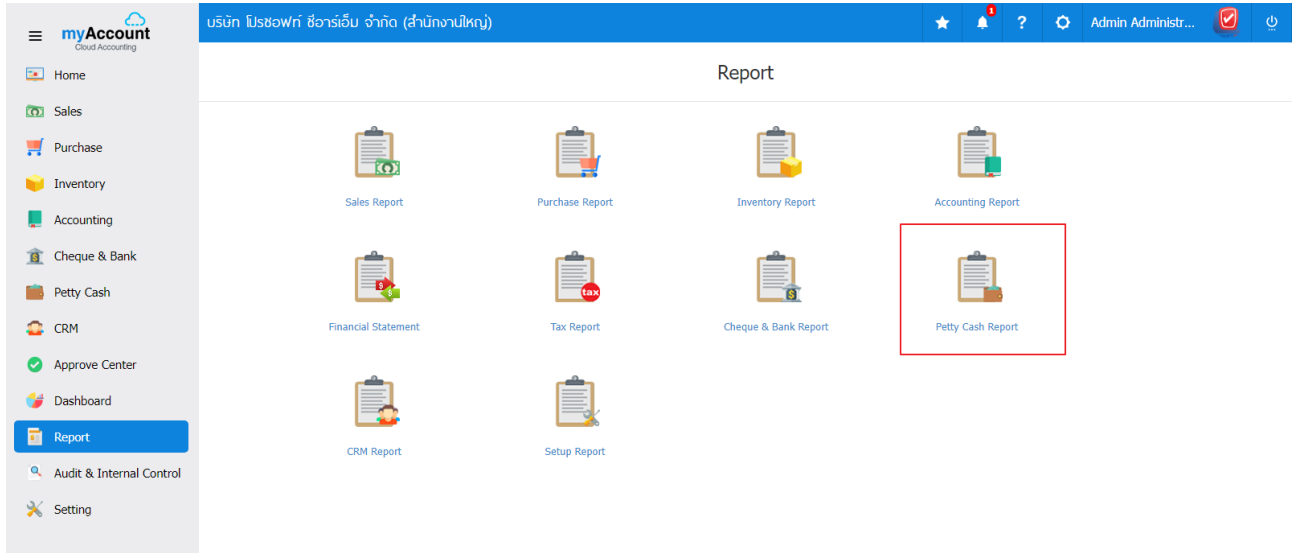 myAccount
Cloud Accounting
บริษัท โปรซอฟท์ ซีอาร์เอ็ม จำกัด (สำนักงานใหญ่)
1
?
Admin Administr...
Home
Sales
Purchase
Inventory
Accounting
Cheque & Bank
Petty Cash
CRM
Approve Center
Dashboard
Report
Audit & Internal Control
Setting
Report
Sales Report
Purchase Report
Inventory Report
Accounting Report
Financial Statement
tax
Tax Report
Cheque & Bank Report
Petty Cash Report
CRM Report
Setup Report